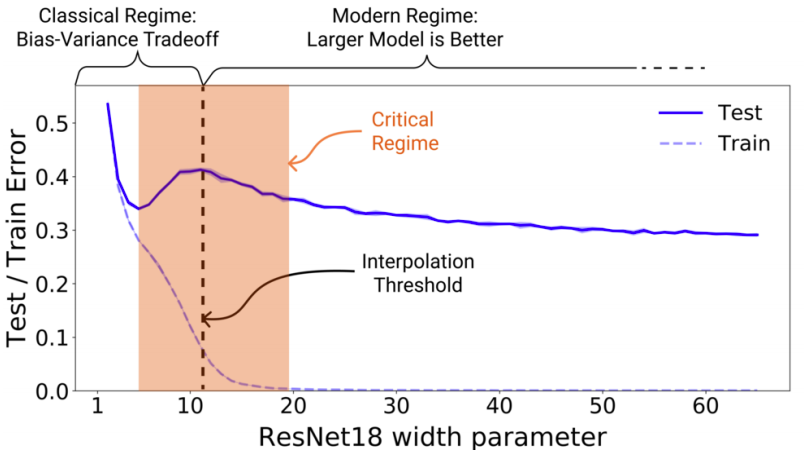 Classical Regime:
Bias-Variance Tradeoff
Modern Regime:
Larger Model is Better
Critical
Regime
Test
Train
Interpolation
Threshold
Test / Train Error
0.5
0.4
0.3
0.2
0.1
0.0
1
10
20
30
40
50
60
ResNet18 width parameter